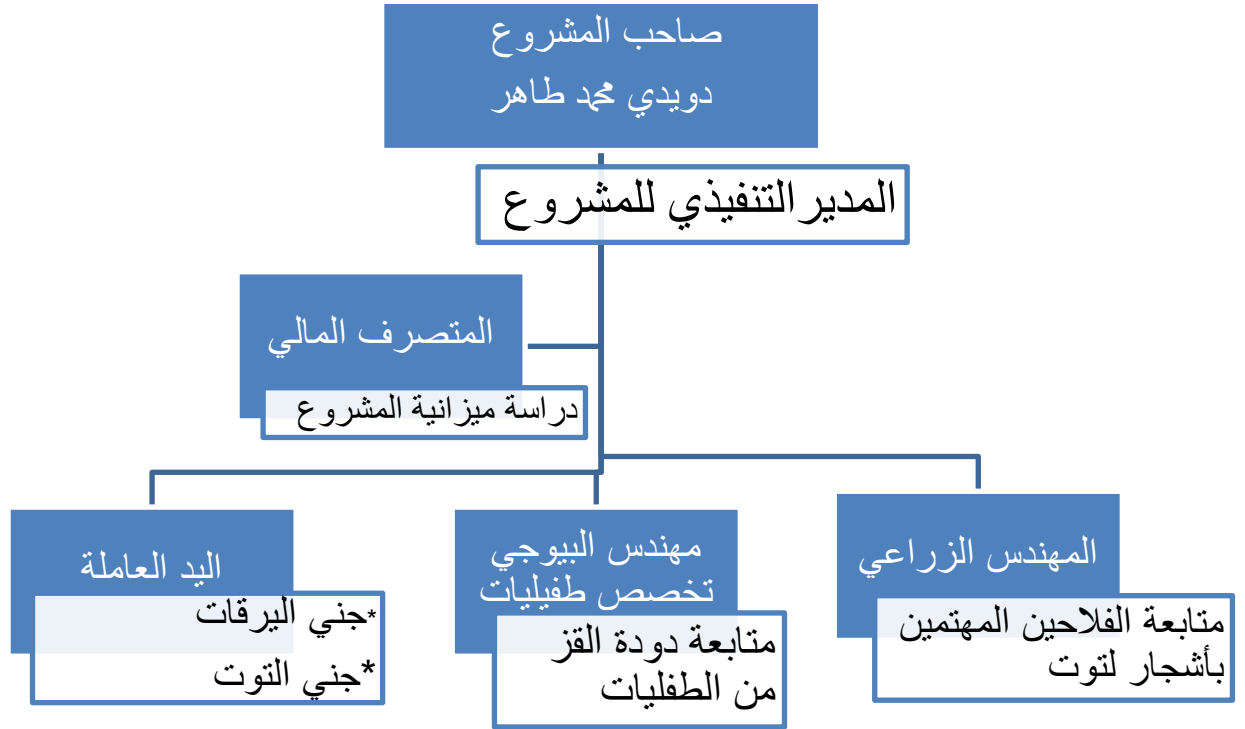 صاحب المشروع
دويدي محمد طاهر
المدير التنفيذي للمشروع
المتصرف المالي
دراسة ميزانية المشروع
المهندس الزراعي
متابعة الفلاحين المهتمين
بأشجار لتوت
مهندس البيوجي
تخصص طفيليات
متابعة دودة القز
من الطفليات
اليد العاملة
*جني اليرقات
*جني التوت